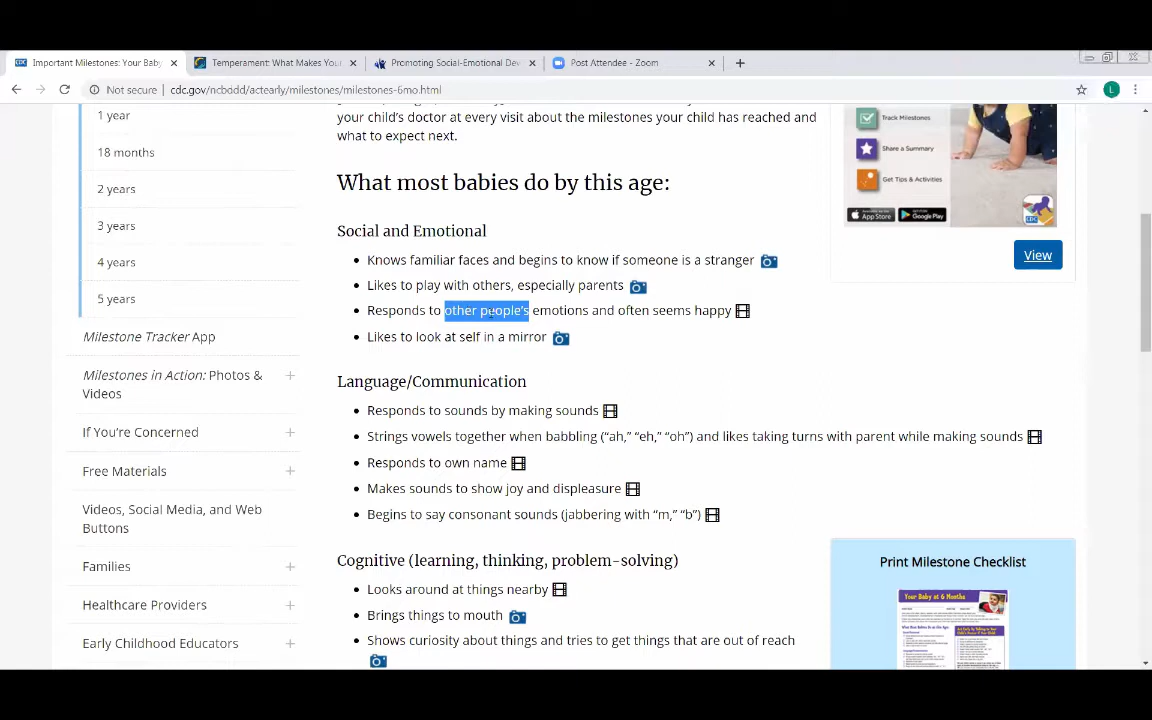 Important Milestones: Your Baby
Temperament: What Makes You
Promoting Social-Emotional Dev
Post Attendee - Zoom
Not secure
cdc.gov/ncbddd/actearly/milestones/milestones-6mo.html
L
1 year
18 months
2 years
3 years
4 years
5 years
Milestone Tracker App
Milestones in Action: Photos &
Videos
If You're Concerned
Free Materials
Videos, Social Media, and Web
Buttons
Families
Healthcare Providers
Early Childhood Educators
your child's doctor at every visit about the milestones your child has reached and
what to expect next.
What most babies do by this age:
Social and Emotional
Knows familiar faces and begins to know if someone is a stranger
Likes to play with others, especially parents
Responds to other people's emotions and often seems happy
Likes to look at self in a mirror
Language/Communication
Responds to sounds by making sounds
Strings vowels together when babbling (“ah,” “eh,” “oh”) and likes taking turns with parent while making sounds
Responds to own name
Makes sounds to show joy and displeasure
Begins to say consonant sounds (jabbering with “m,” “b”)
Cognitive (learning, thinking, problem-solving)
Looks around at things nearby
Brings things to mouth
Shows curiosity about things and tries to get things that are out of reach
Track Milestones
Share a Summary
Get Tips & Activities
App Store
Google Play
View
Print Milestone Checklist
Your Baby at 6 Months